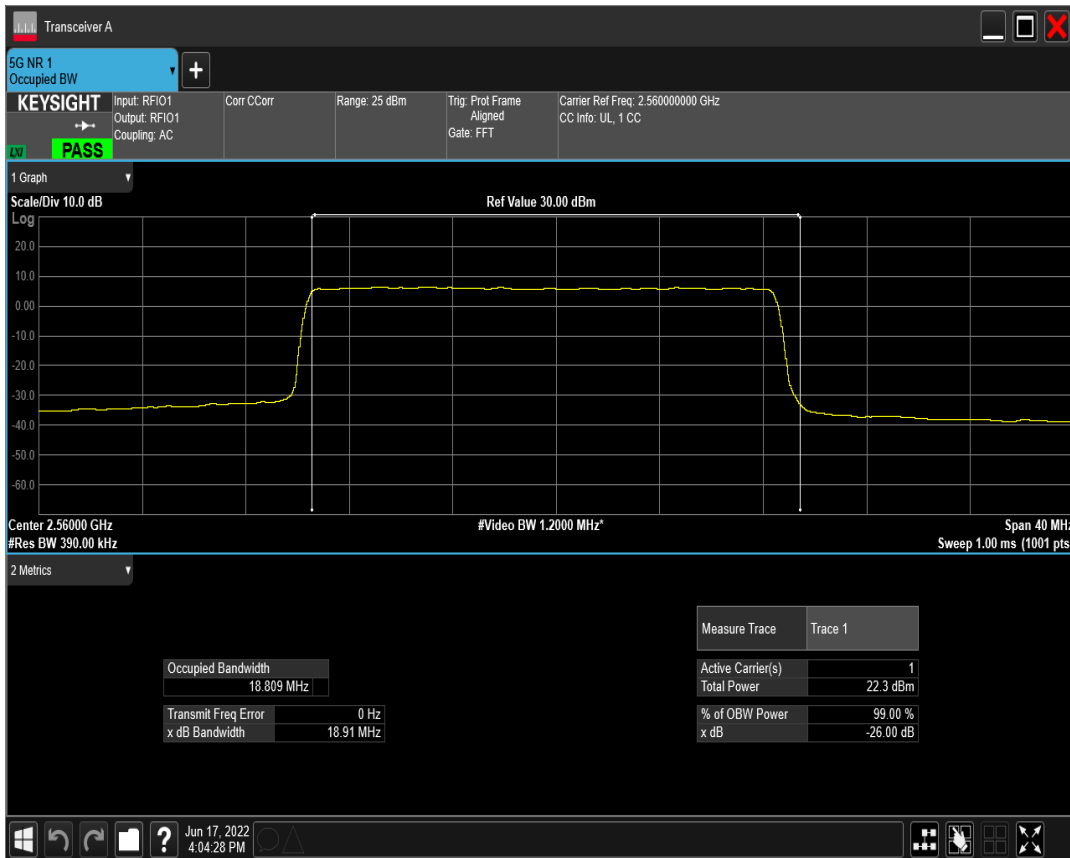 Transceiver A
5G NR 1
Occupied BW
+
KEYSIGHT
LXI
PASS
Input: RFIO1
Output: RFIO1
Coupling: AC
Corr CCorr
Range: 25 dBm
Trig: Prot Frame
Aligned
Gate: FFT
Carrier Ref Freq: 2.560000000 GHz
CC Info: UL, 1 CC
1 Graph
Scale/Div 10.0 dB
Ref Value 30.00 dBm
Log
20.0
10.0
0.00
-10.0
-20.0
-30.0
-40.0
-50.0
-60.0
Center 2.56000 GHz
#Video BW 1.2000 MHz*
Span 40 MHz
#Res BW 390.00 kHz
Sweep 1.00 ms (1001 pts
2 Metrics
Measure Trace Trace 1
Occupied Bandwidth
18.809 MHz
Active Carrier(s) 1
Total Power 22.3 dBm
Transmit Freq Error 0 Hz
x dB Bandwidth 18.91 MHz
% of OBW Power 99.00 %
x dB -26.00 dB
?
Jun 17, 2022
4:04:28 PM